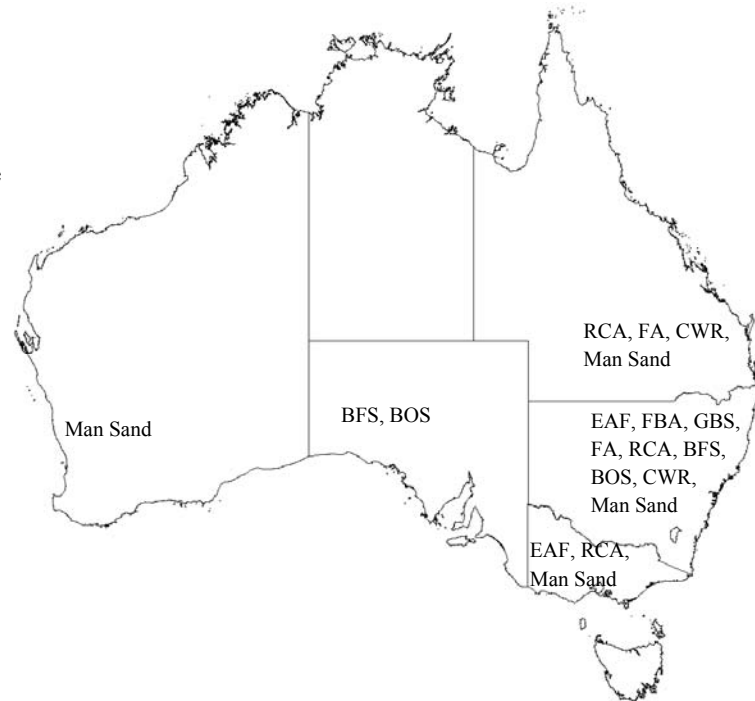 RCA, FA, CWR,
Man Sand
Man Sand
BFS, BOS
EAF, FBA, GBS,
FA, RCA, BFS,
BOS, CWR,
Man Sand
EAF, RCA,
Man Sand